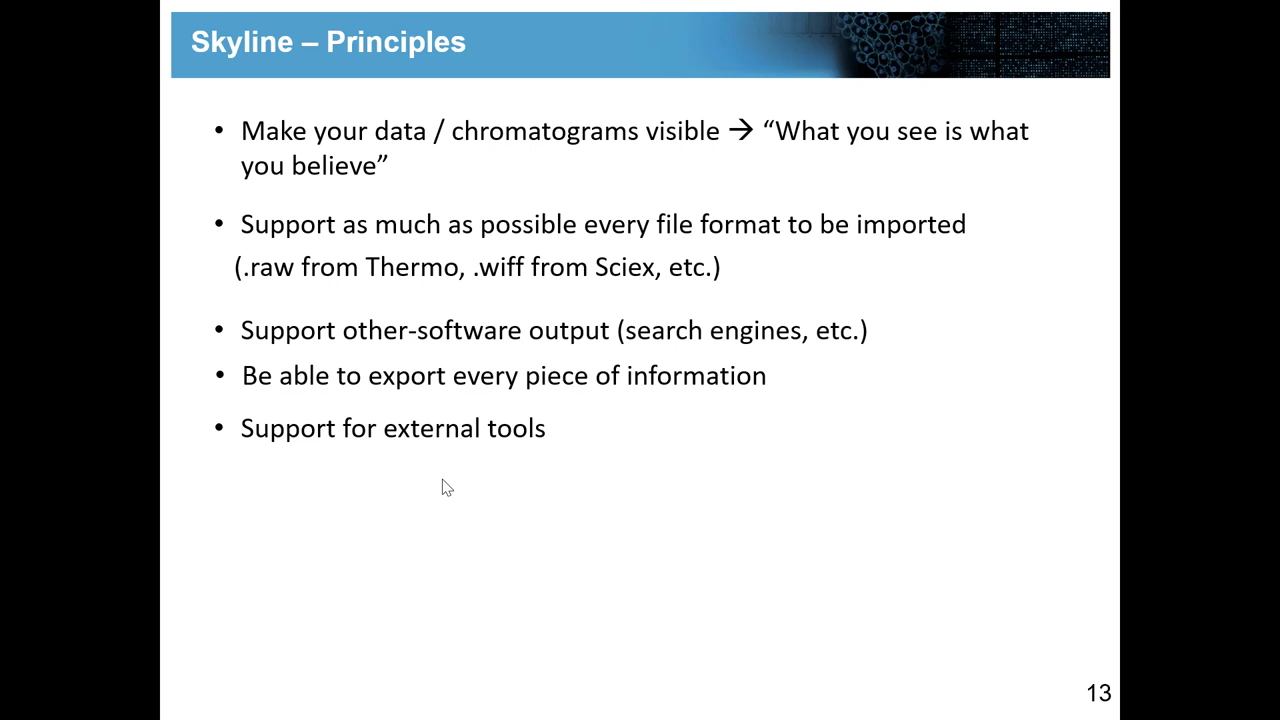 Skyline – Principles
• Make your data / chromatograms visible → “What you see is what
you believe”
• Support as much as possible every file format to be imported
(.raw from Thermo, .wiff from Sciex, etc.)
• Support other-software output (search engines, etc.)
• Be able to export every piece of information
• Support for external tools
13